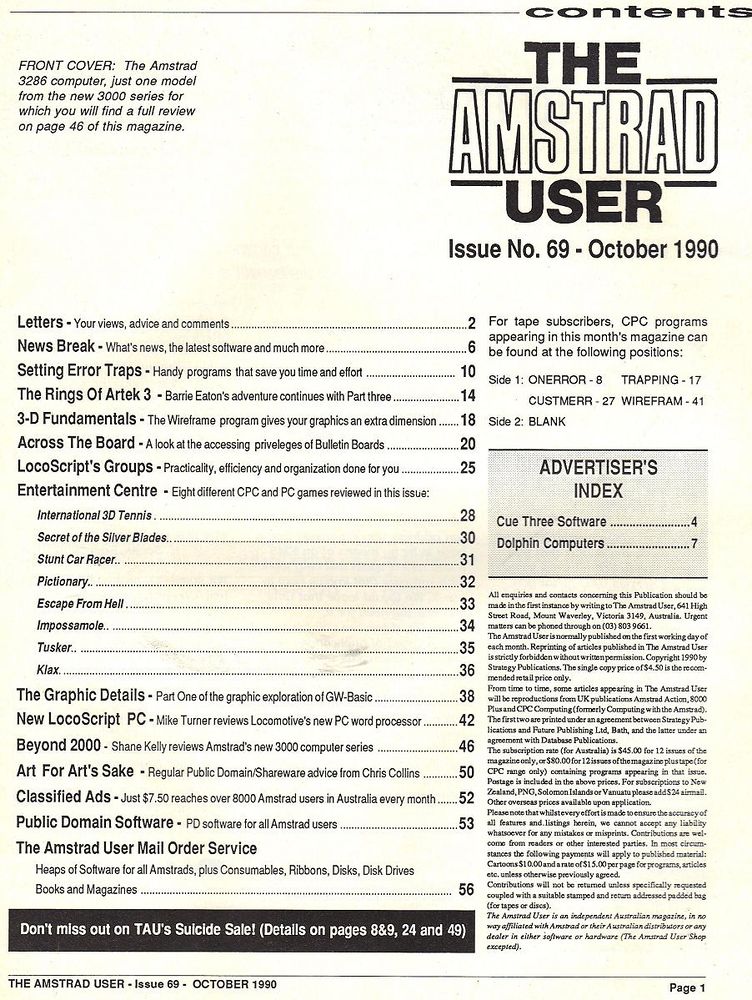 contents
FRONT COVER: The Amstrad
3286 computer, just one model
from the new 3000 series for
which you will find a full review
on page 46 of this magazine.
THE
AMSTRAD
USER
Issue No. 69 - October 1990
Letters - Your views, advice and comments 2
News Break - What's news, the latest software and much more 6
Setting Error Traps - Handy programs that save you time and effort 10
The Rings Of Artek 3 - Barrie Eaton's adventure continues with Part three 14
3-D Fundamentals - The Wireframe program gives your graphics an extra dimension 18
Across The Board - A look at the accessing priveleges of Bulletin Boards 20
LocoScript's Groups - Practicality, efficiency and organization done for you 25
Entertainment Centre - Eight different CPC and PC games reviewed in this issue:
International 3D Tennis 28
Secret of the Silver Blades 30
Stunt Car Racer 31
Pictionary 32
Escape From Hell 33
Impossamole 34
Tusker 35
Klax 36
The Graphic Details - Part One of the graphic exploration of GW-Basic 38
New LocoScript PC - Mike Turner reviews Locomotive's new PC word processor 42
Beyond 2000 - Shane Kelly reviews Amstrad's new 3000 computer series 46
Art For Art's Sake - Regular Public Domain/Shareware advice from Chris Collins 50
Classified Ads - Just $7.50 reaches over 8000 Amstrad users in Australia every month 52
Public Domain Software - PD software for all Amstrad users 53
The Amstrad User Mail Order Service
Heaps of Software for all Amstrads, plus Consumables, Ribbons, Disks, Disk Drives
Books and Magazines 56
Don't miss out on TAU's Suicide Sale! (Details on pages 8&9, 24 and 49)
For tape subscribers, CPC programs
appearing in this month's magazine can
be found at the following positions:
Side 1: ONERROR - 8 TRAPPING - 17
CUSTMERR - 27 WIREFRAM - 41
Side 2: BLANK
ADVERTISER'S
INDEX
Cue Three Software 4
Dolphin Computers 7
All enquiries and contacts concerning this Publication should be
made in the first instance by writing to The Amstrad User, 641 High
Street Road, Mount Waverley, Victoria 3149, Australia. Urgent
matters can be phoned through on (03) 803 9661.
The Amstrad User is normally published on the first working day of
each month. Reprinting of articles published in The Amstrad User
is strictly forbidden without written permission. Copyright 1990 by
Strategy Publications. The single copy price of $4.50 is the recom-
mended retail price only.
From time to time, some articles appearing in The Amstrad User
will be reproductions from UK publications Amstrad Action, 8000
Plus and CPC Computing (formerly Computing with the Amstrad).
The first two are printed under an agreement between Strategy Pub-
lications and Future Publishing Ltd, Bath, and the latter under an
agreement with Database Publications.
The subscription rate (for Australia) is $45.00 for 12 issues of the
magazine only, or $80.00 for 12 issues of the magazine plus tape (for
CPC range only) containing programs appearing in that issue.
Postage is included in the above prices. For subscriptions to New
Zealand, PNG, Solomon Islands or Vanuatu please add $24 airmail.
Other overseas prices available upon application.
Please note that whilst every effort is made to ensure the accuracy of
all features and listings herein, we cannot accept any liability
whatsoever for any mistakes or misprints. Contributions are wel-
come from readers or other interested parties. In most circum-
stances the following payments will apply to published material:
Cartoons $10.00 and a rate of $15.00 per page for programs, articles
etc. unless otherwise previously agreed.
Contributions will not be returned unless specifically requested
coupled with a suitable stamped and return addressed padded bag
(for tapes or discs).
The Amstrad User is an independent Australian magazine, in no
way affiliated with Amstrad or their Australian distributors or any
dealer in either software or hardware (The Amstrad User Shop
excepted).
THE AMSTRAD USER - Issue 69 - OCTOBER 1990
Page 1